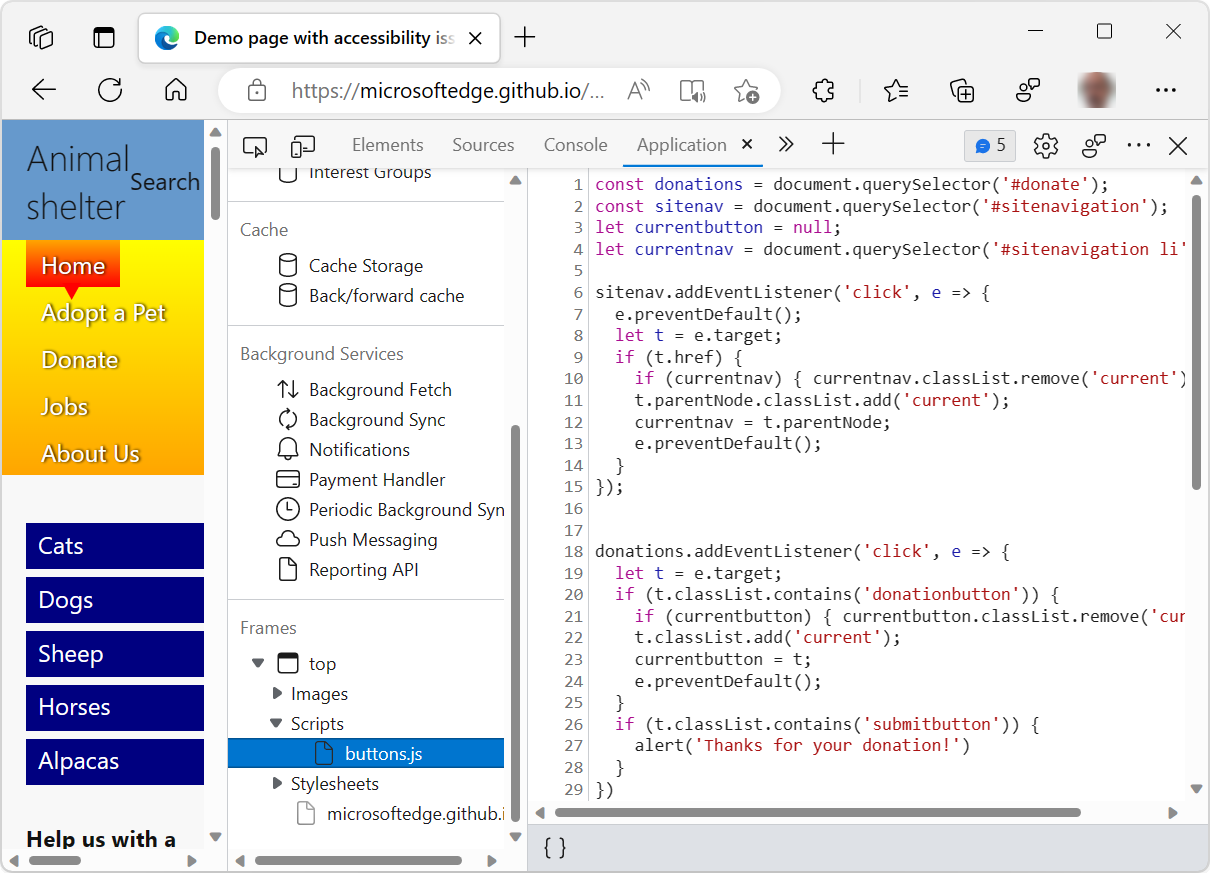 Demo page with accessibility iss
https://microsoftedge.github.io/...
Animal
shelter
Search
Home
Adopt a Pet
Donate
Jobs
About Us
Cats
Dogs
Sheep
Horses
Alpacas
Help us with a
Elements Sources Console Application 5
Interest Groups
Cache
Cache Storage
Back/forward cache
Background Services
Background Fetch
Background Sync
Notifications
Payment Handler
Periodic Background Syn
Push Messaging
Reporting API
Frames
top
Images
Scripts
buttons.js
Stylesheets
microsoftedge.github.i
1 const donations = document.querySelector('#donate');
2 const sitenav = document.querySelector('#sitenavigation');
3 let currentbutton = null;
4 let currentnav = document.querySelector('#sitenavigation li'
5
6 sitenav.addEventListener('click', e => {
7 e.preventDefault();
8 let t = e.target;
9 if (t.href) {
10 if (currentnav) { currentnav.classList.remove('current')
11 t.parentNode.classList.add('current');
12 currentnav = t.parentNode;
13 e.preventDefault();
14 }
15 });
16
17
18 donations.addEventListener('click', e => {
19 let t = e.target;
20 if (t.classList.contains('donationbutton')) {
21 if (currentbutton) { currentbutton.classList.remove('cur
22 t.classList.add('current');
23 currentbutton = t;
24 e.preventDefault();
25 }
26 if (t.classList.contains('submitbutton')) {
27 alert('Thanks for your donation!')
28 }
29 })
{ }